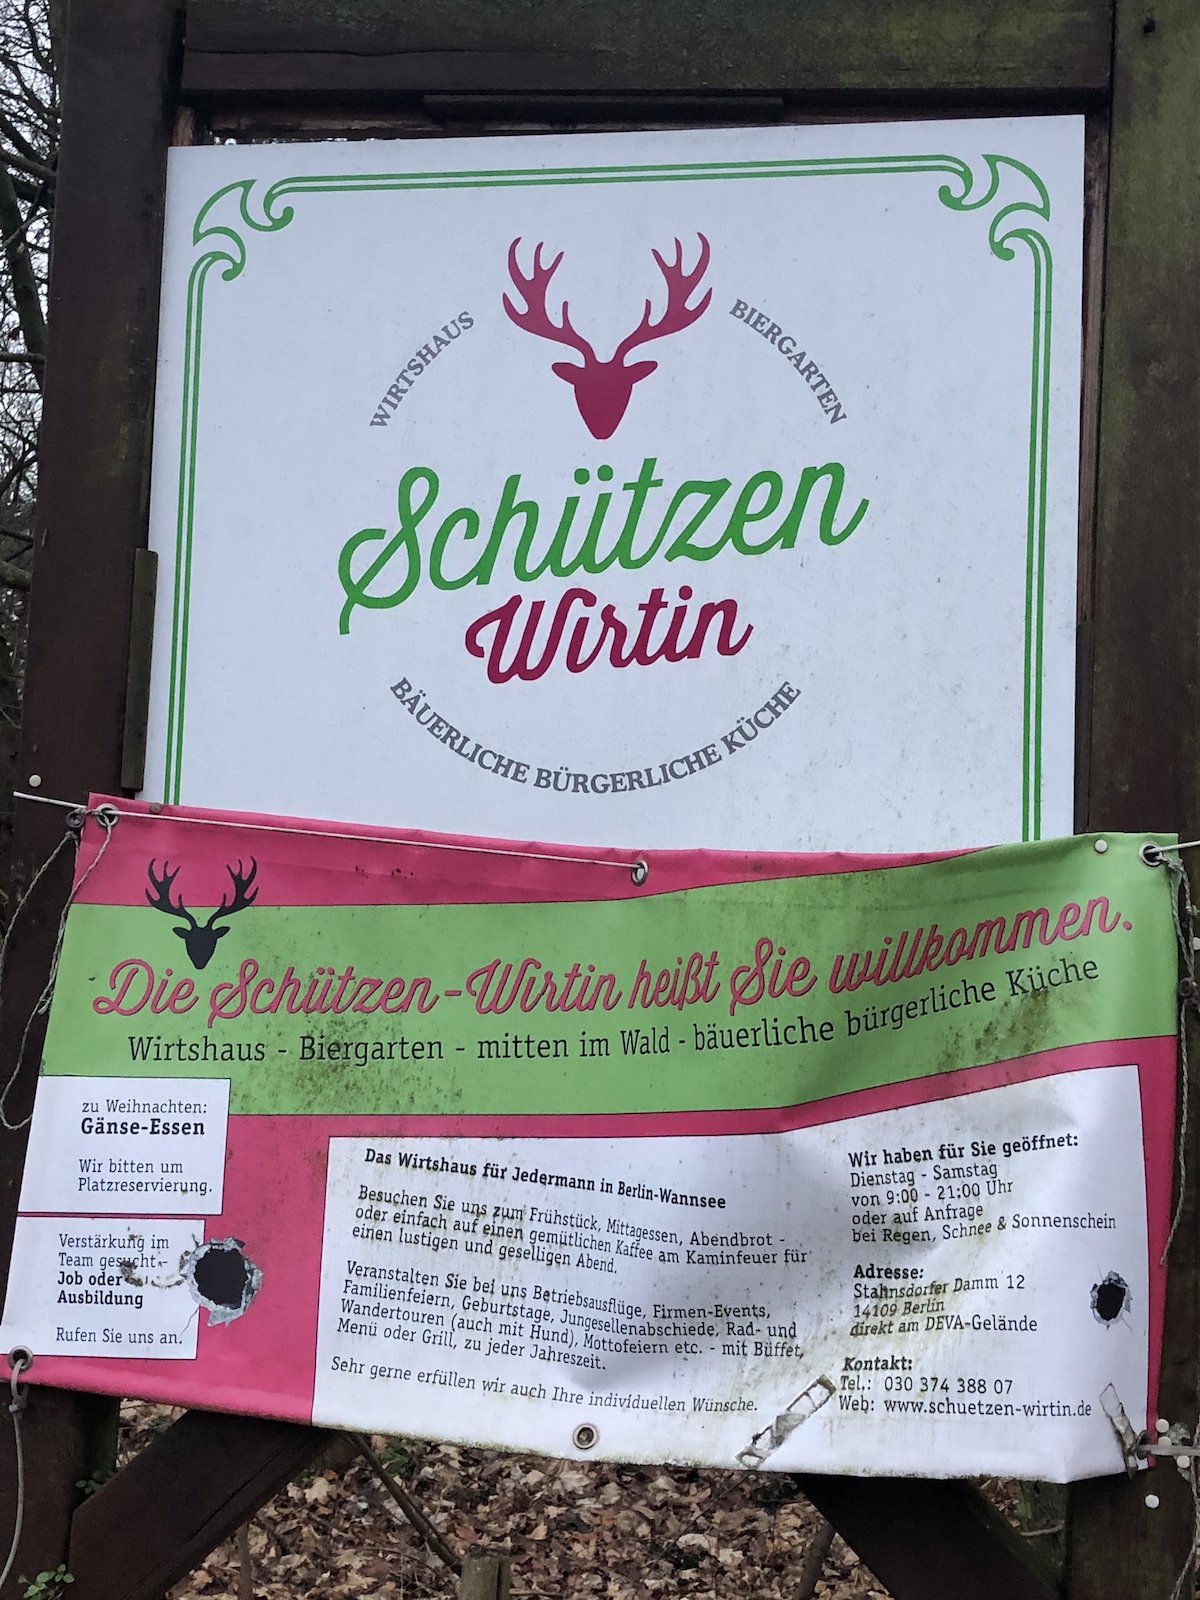 WIRTSHAUS
BIERGARTEN
Schützen
Wirtin
BÄUERLICHE BÜRGERLICHE KÜCHE
Die Schützen-Wirtin heißt Sie willkommen.
Wirtshaus - Biergarten - mitten im Wald - bäuerliche bürgerliche Küche
zu Weihnachten:
Gänse-Essen
Wir bitten um
Platzreservierung.
Verstärkung im
Team gesucht -
Job oder
Ausbildung
Rufen Sie uns an.
Das Wirtshaus für Jedermann in Berlin-Wannsee
Besuchen Sie uns zum Frühstück, Mittagessen, Abendbrot -
oder einfach auf einen gemütlichen Kaffee am Kaminfeuer für
einen lustigen und geselligen Abend.
Veranstalten Sie bei uns Betriebsausflüge, Firmen-Events,
Familienfeiern, Geburtstage, Jungesellenabschiede, Rad- und
Wandertouren (auch mit Hund), Mottofeiern etc. - mit Büffet,
Menü oder Grill, zu jeder Jahreszeit.
Sehr gerne erfüllen wir auch Ihre individuellen Wünsche.
Wir haben für Sie geöffnet:
Dienstag - Samstag
von 9:00 - 21:00 Uhr
oder auf Anfrage
bei Regen, Schnee & Sonnenschein
Adresse:
Stahnsdorfer Damm 12
14109 Berlin
direkt am DEVA-Gelände
Kontakt:
Tel.: 030 374 388 07
Web: www.schuetzen-wirtin.de